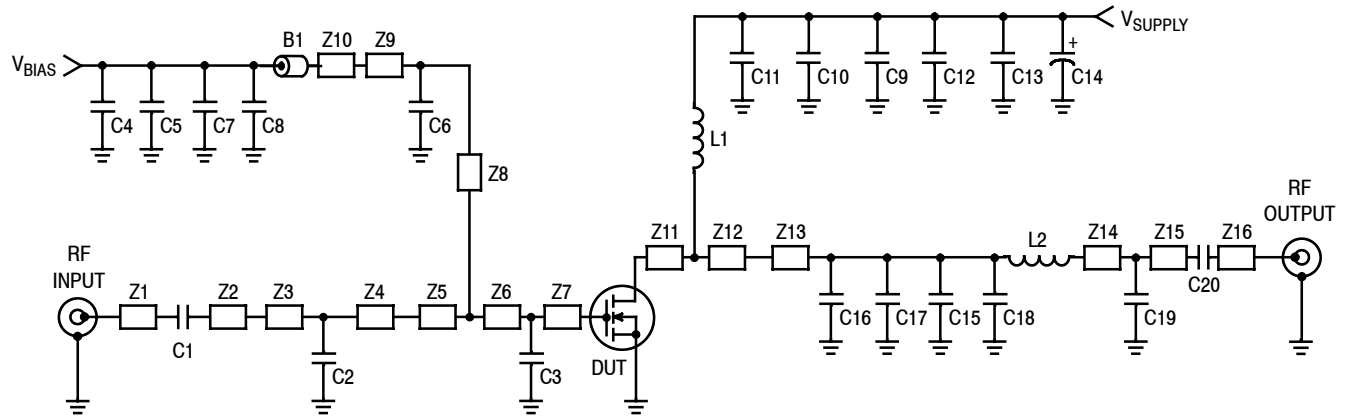 V_SUPPLY
B1 Z10 Z9
V_BIAS
C11 C10 C9 C12 C13 + C14
C4 C5 C7 C8 C6
L1
Z8
RF
OUTPUT
Z11 Z12 Z13 L2 Z14 Z15 Z16
RF
INPUT
C20
Z1 Z2 Z3 Z4 Z5 Z6 Z7
C16 C17 C15 C18 C19
C1
C2 C3 DUT